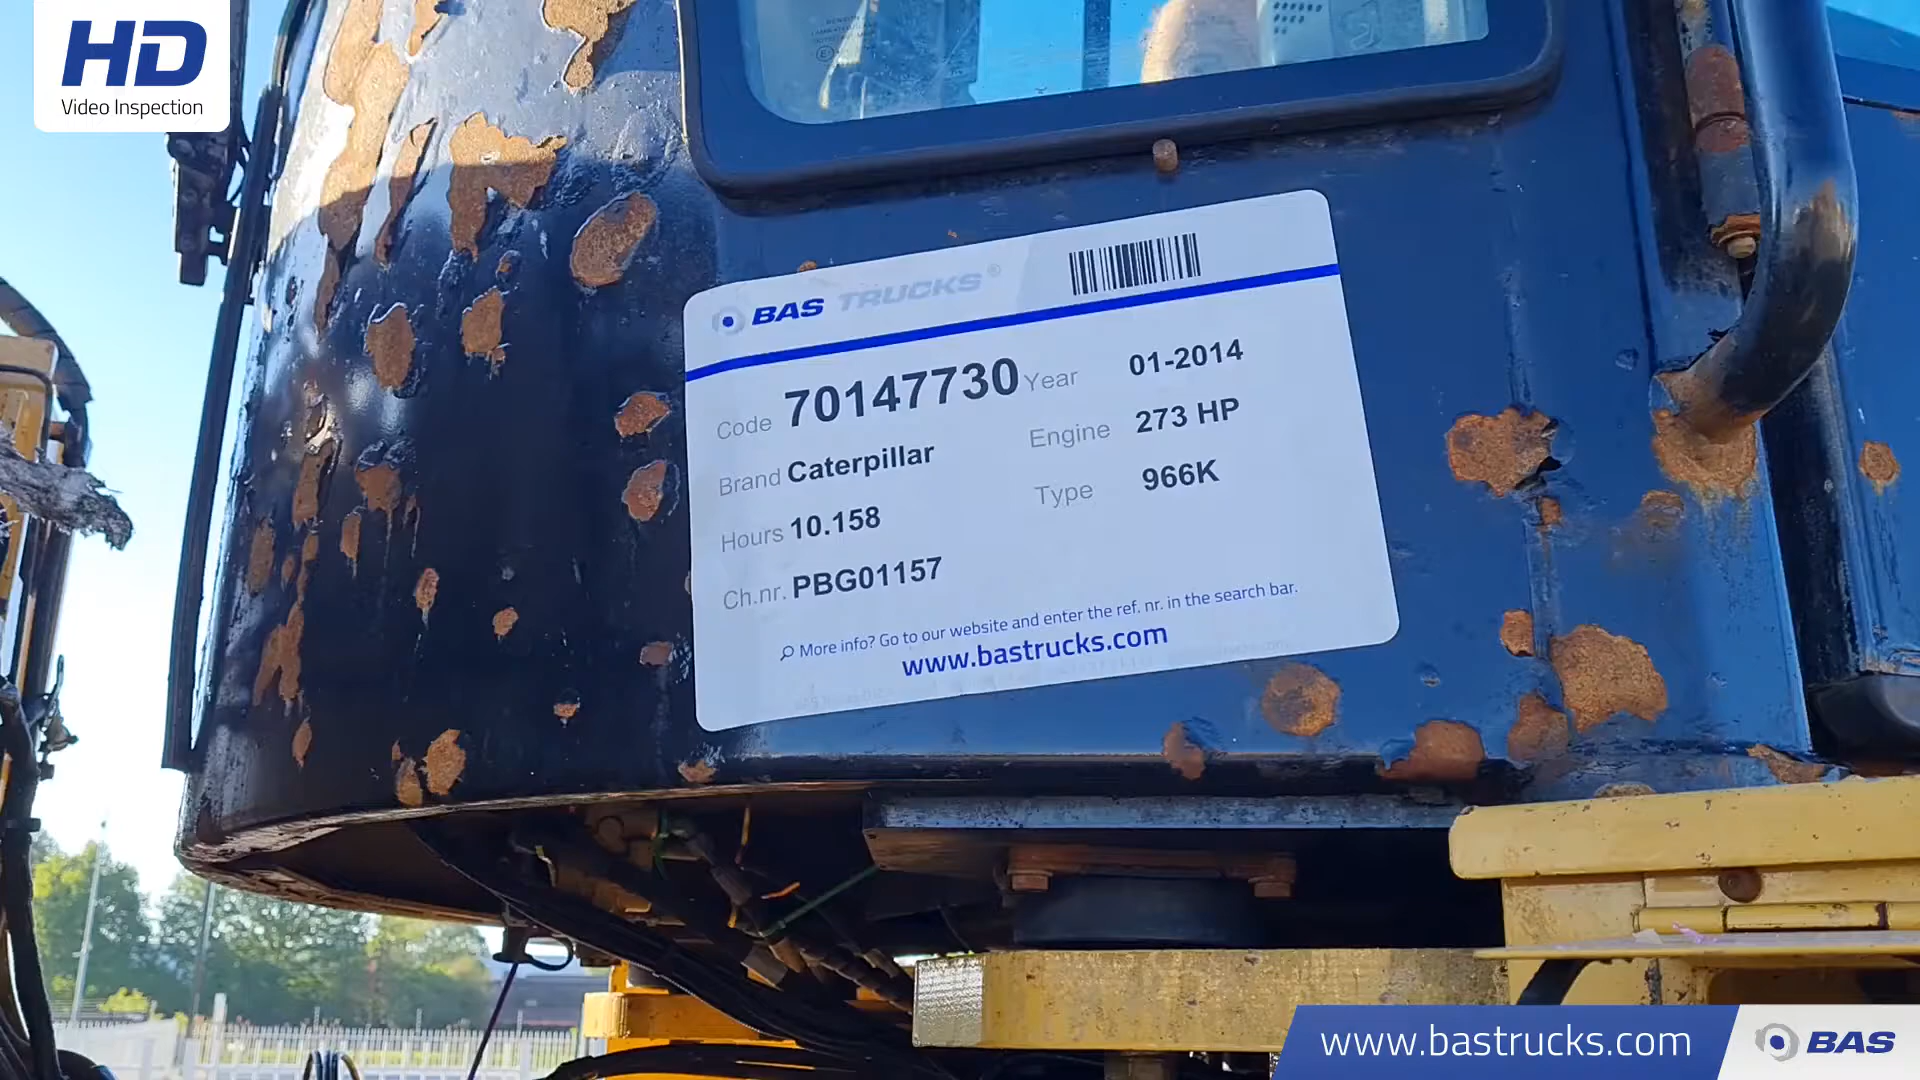 HD
Video Inspection
BAS TRUCKS®
Code 70147730 Year 01-2014
Brand Caterpillar Engine 273 HP
Hours 10.158 Type 966K
Ch.nr. PBG01157
More info? Go to our website and enter the ref. nr. in the search bar.
www.bastrucks.com
www.bastrucks.com BAS